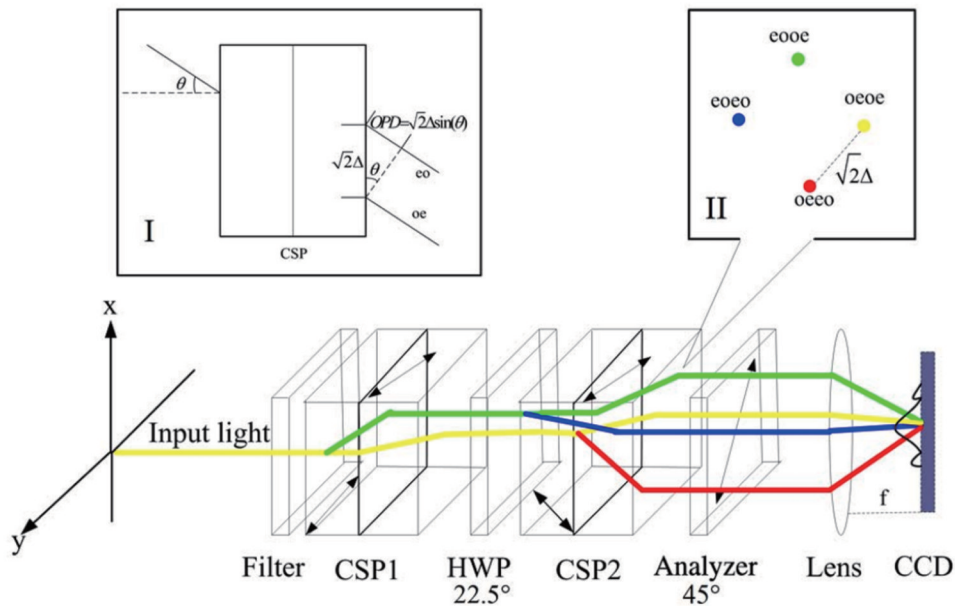 θ
OPD=√2Δsin(θ)
√2Δ
θ
eo
oe
I
CSP
eooe
eoeo
oeoe
√2Δ
oeeo
II
x
Input light
y
f
Filter
CSP1
HWP
22.5°
CSP2
Analyzer
45°
Lens
CCD